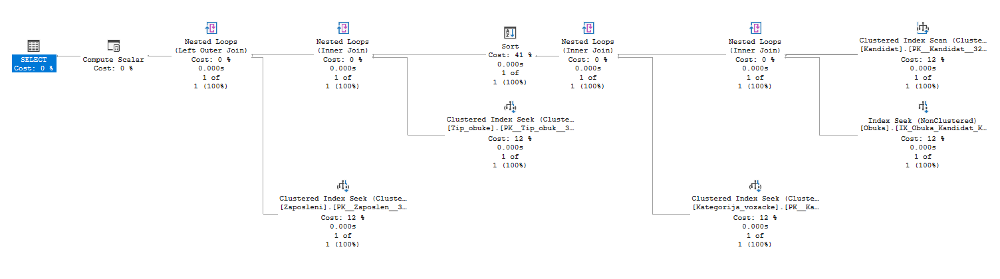 SELECT
Cost: 0 %
Compute Scalar
Cost: 0 %
Nested Loops
(Left Outer Join)
Cost: 0 %
0.000s
1 of
1 (100%)
Nested Loops
(Inner Join)
Cost: 0 %
0.000s
1 of
1 (100%)
Sort
Cost: 41 %
0.000s
1 of
1 (100%)
Nested Loops
(Inner Join)
Cost: 0 %
0.000s
1 of
1 (100%)
Nested Loops
(Inner Join)
Cost: 0 %
0.000s
1 of
1 (100%)
Clustered Index Scan (Cluste…
[Kandidat].[PK__Kandidat__32…
Cost: 12 %
0.000s
1 of
1 (100%)
Clustered Index Seek (Cluste…
[Tip_obuke].[PK__Tip_obuk__3…
Cost: 12 %
0.000s
1 of
1 (100%)
Index Seek (NonClustered)
[Obuka].[IX_Obuka_Kandidat_K…
Cost: 12 %
0.000s
1 of
1 (100%)
Clustered Index Seek (Cluste…
[Zaposleni].[PK__Zaposlen__3…
Cost: 12 %
0.000s
1 of
1 (100%)
Clustered Index Seek (Cluste…
[Kategorija_vozacke].[PK__Ka…
Cost: 12 %
0.000s
1 of
1 (100%)